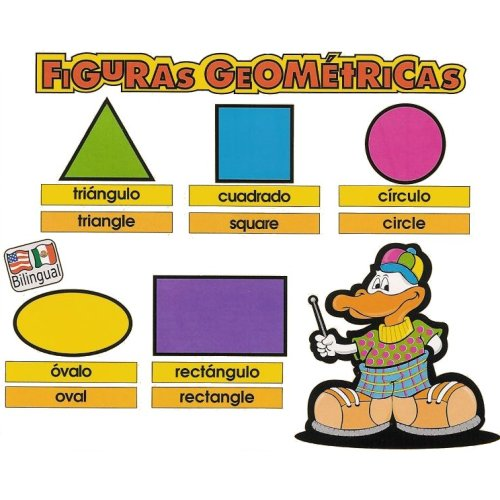 FIGURAS GEOMÉTRICAS
triángulo
triangle
cuadrado
square
círculo
circle
Bilingual
óvalo
oval
rectángulo
rectangle